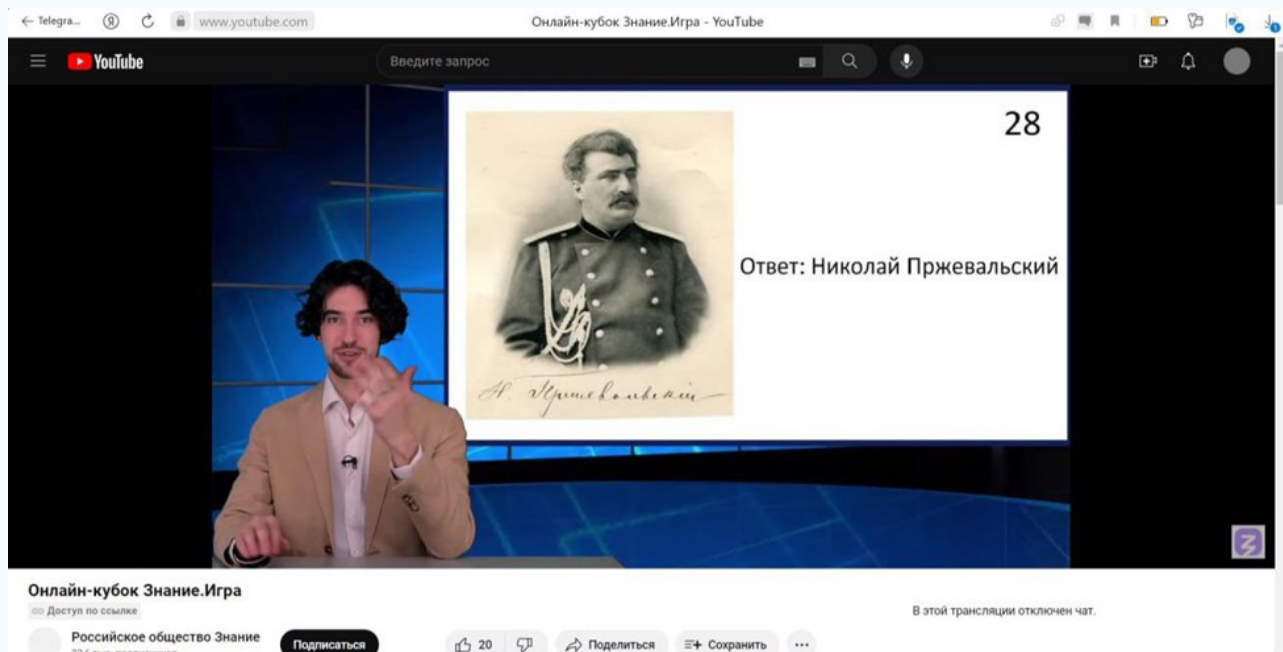 ← Telegra...
Я
www.youtube.com
Онлайн-кубок Знание.Игра - YouTube
YouTube
Введите запрос
28
Ответ: Николай Пржевальский
Н. Пржевальскій
Онлайн-кубок Знание.Игра
Доступ по ссылке
В этой трансляции отключен чат.
Российское общество Знание
Подписаться
20
Поделиться
Сохранить
...